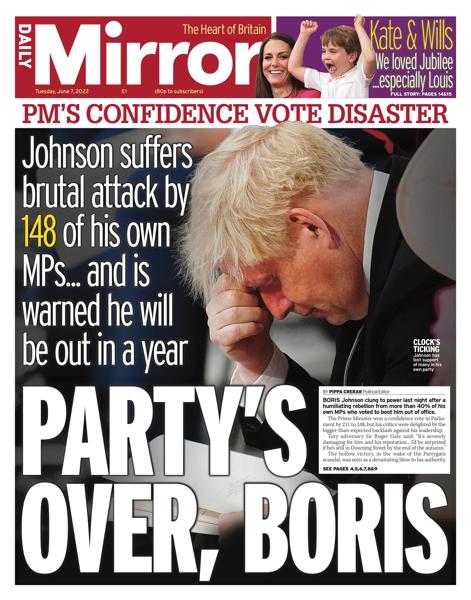 DAILY
Mirror
The Heart of Britain
Tuesday, June 7, 2022 £1 (80p to subscribers)
Kate & Wills
We loved Jubilee
...especially Louis
FULL STORY: PAGES 14&15
PM'S CONFIDENCE VOTE DISASTER
Johnson suffers
brutal attack by
148 of his own
MPs... and is
warned he will
be out in a year
CLOCK'S
TICKING
Johnson has
lost support
of many in his
own party
PARTY'S
OVER, BORIS
BY PIPPA CRERAR Political Editor
BORIS Johnson clung to power last night after a
humiliating rebellion from more than 40% of his
own MPs who voted to boot him out of office.
The Prime Minister won a confidence vote in Parlia-
ment by 211 to 148, but his critics were delighted by the
bigger-than-expected backlash against his leadership.
Tory adversary Sir Roger Gale said: "It's severely
damaging for him and his reputation... I'd be surprised
if he's still in Downing Street by the end of autumn."
The hollow victory, in the wake of the Partygate
scandal, was seen as a devastating blow to his authority.
SEE PAGES 4,5,6,7,8&9